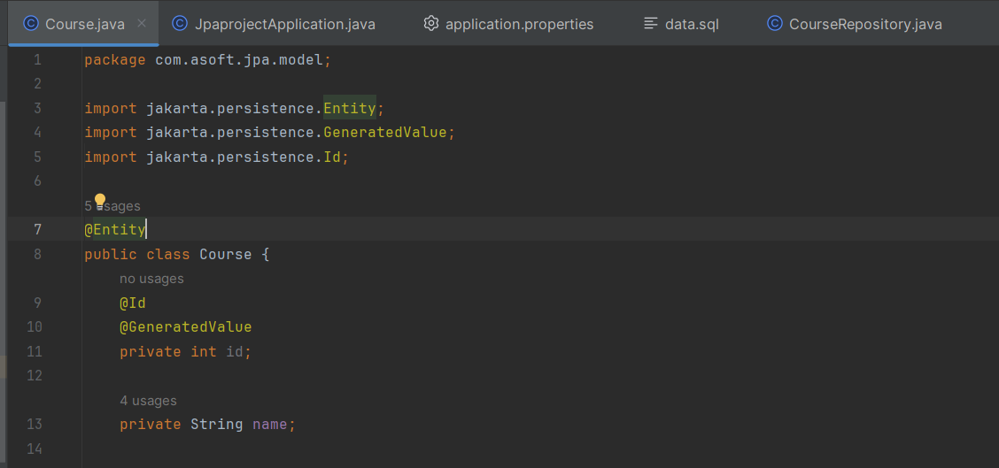 Course.java JpaprojectApplication.java application.properties data.sql CourseRepository.java
1 package com.asoft.jpa.model;
2
3 import jakarta.persistence.Entity;
4 import jakarta.persistence.GeneratedValue;
5 import jakarta.persistence.Id;
6
5 usages
7 @Entity
8 public class Course {
no usages
9 @Id
10 @GeneratedValue
11 private int id;
12
4 usages
13 private String name;
14